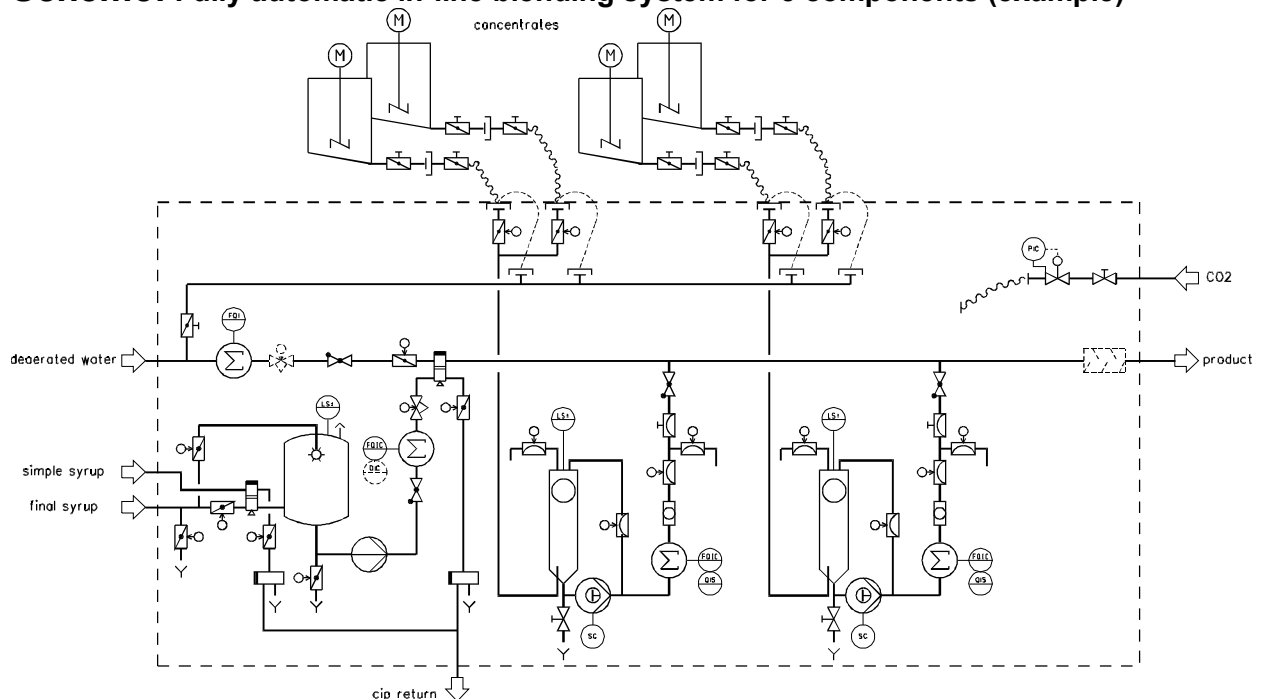 Scheme: Fully automatic in-line blending system for components (example)
concentrates
M
M
M
M
PIC
CO2
FQI
deaerated water
product
LS±
LS±
LS±
FQIC
DIC
simple syrup
final syrup
FQIC
QIS
FQIC
QIS
SC
SC
cip return